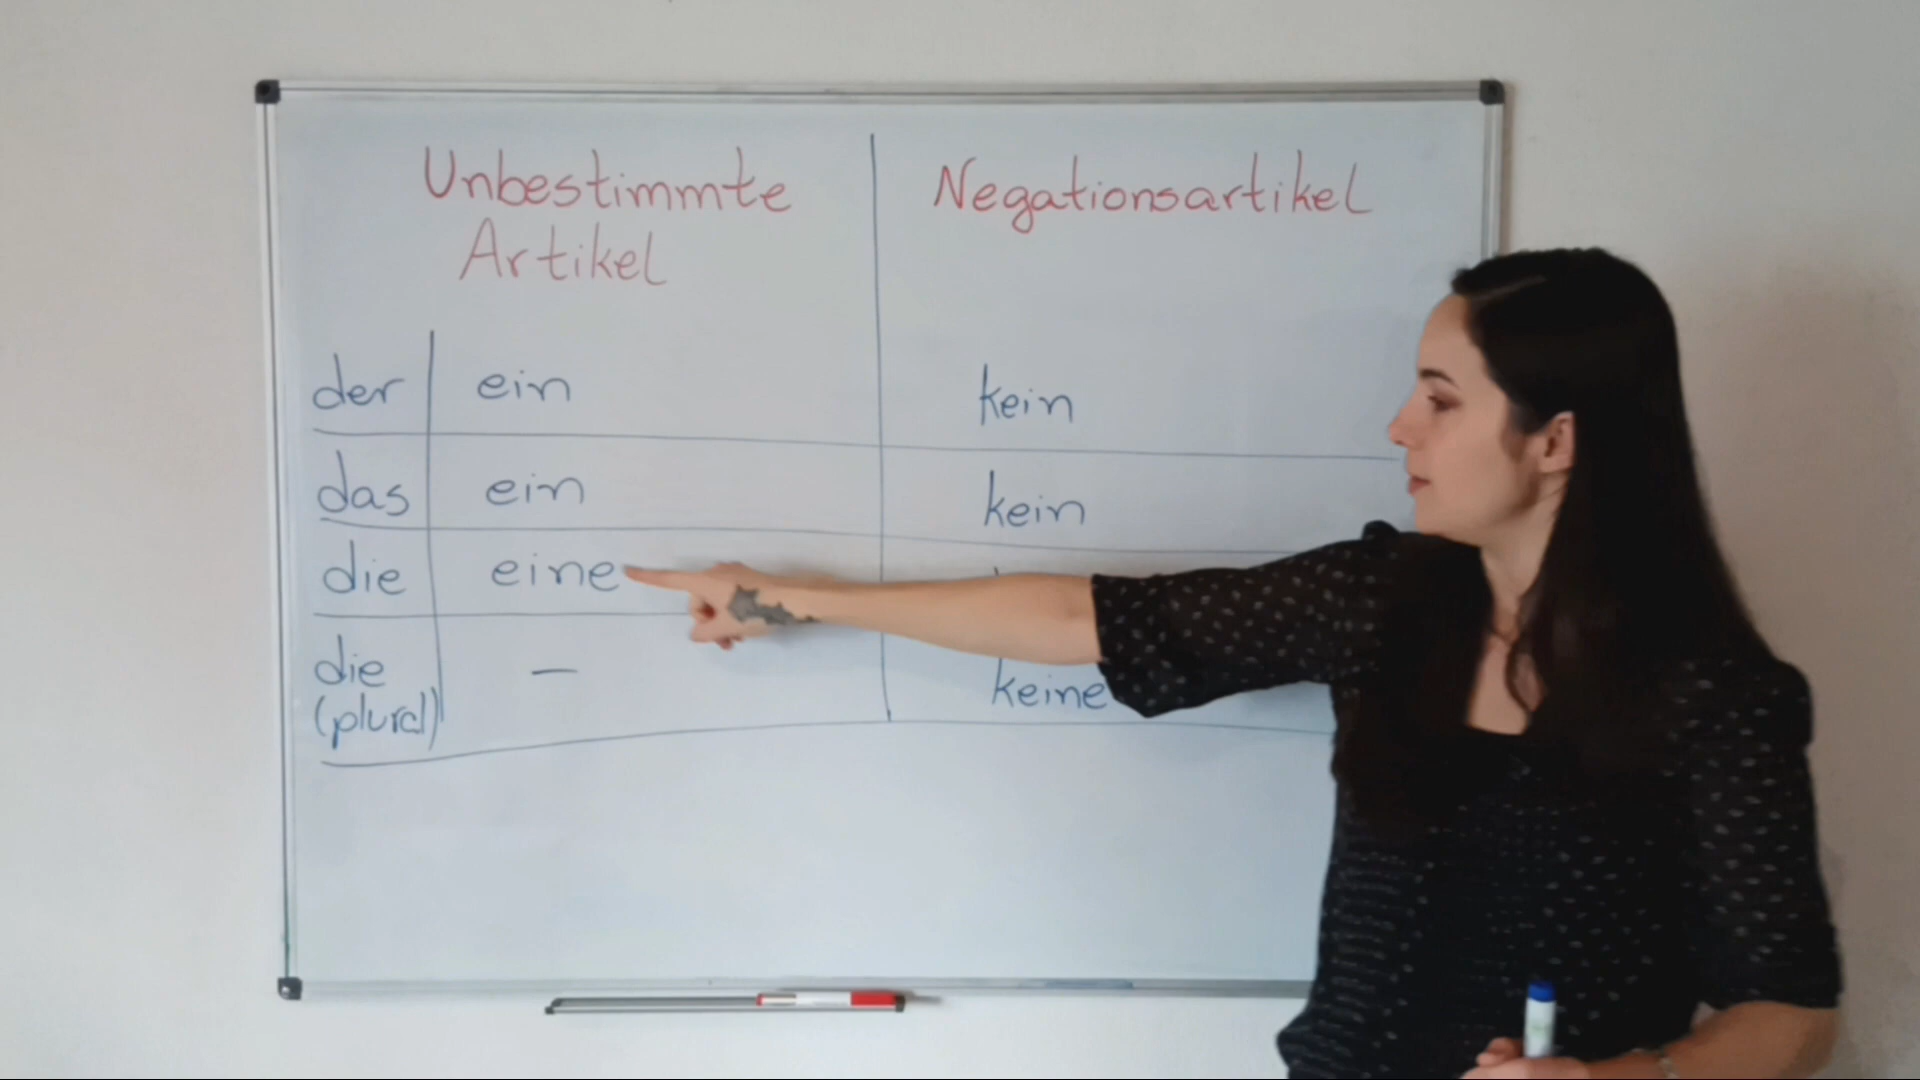 Unbestimmte
Artikel
Negationsartikel
der ein kein
das ein kein
die eine
die - keine
(plural)